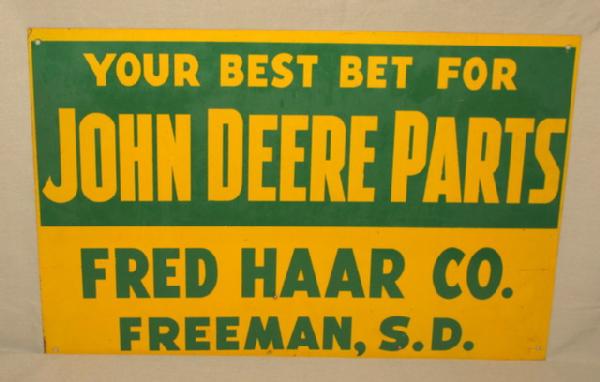 YOUR BEST BET FOR
JOHN DEERE PARTS
FRED HAAR CO.
FREEMAN, S.D.